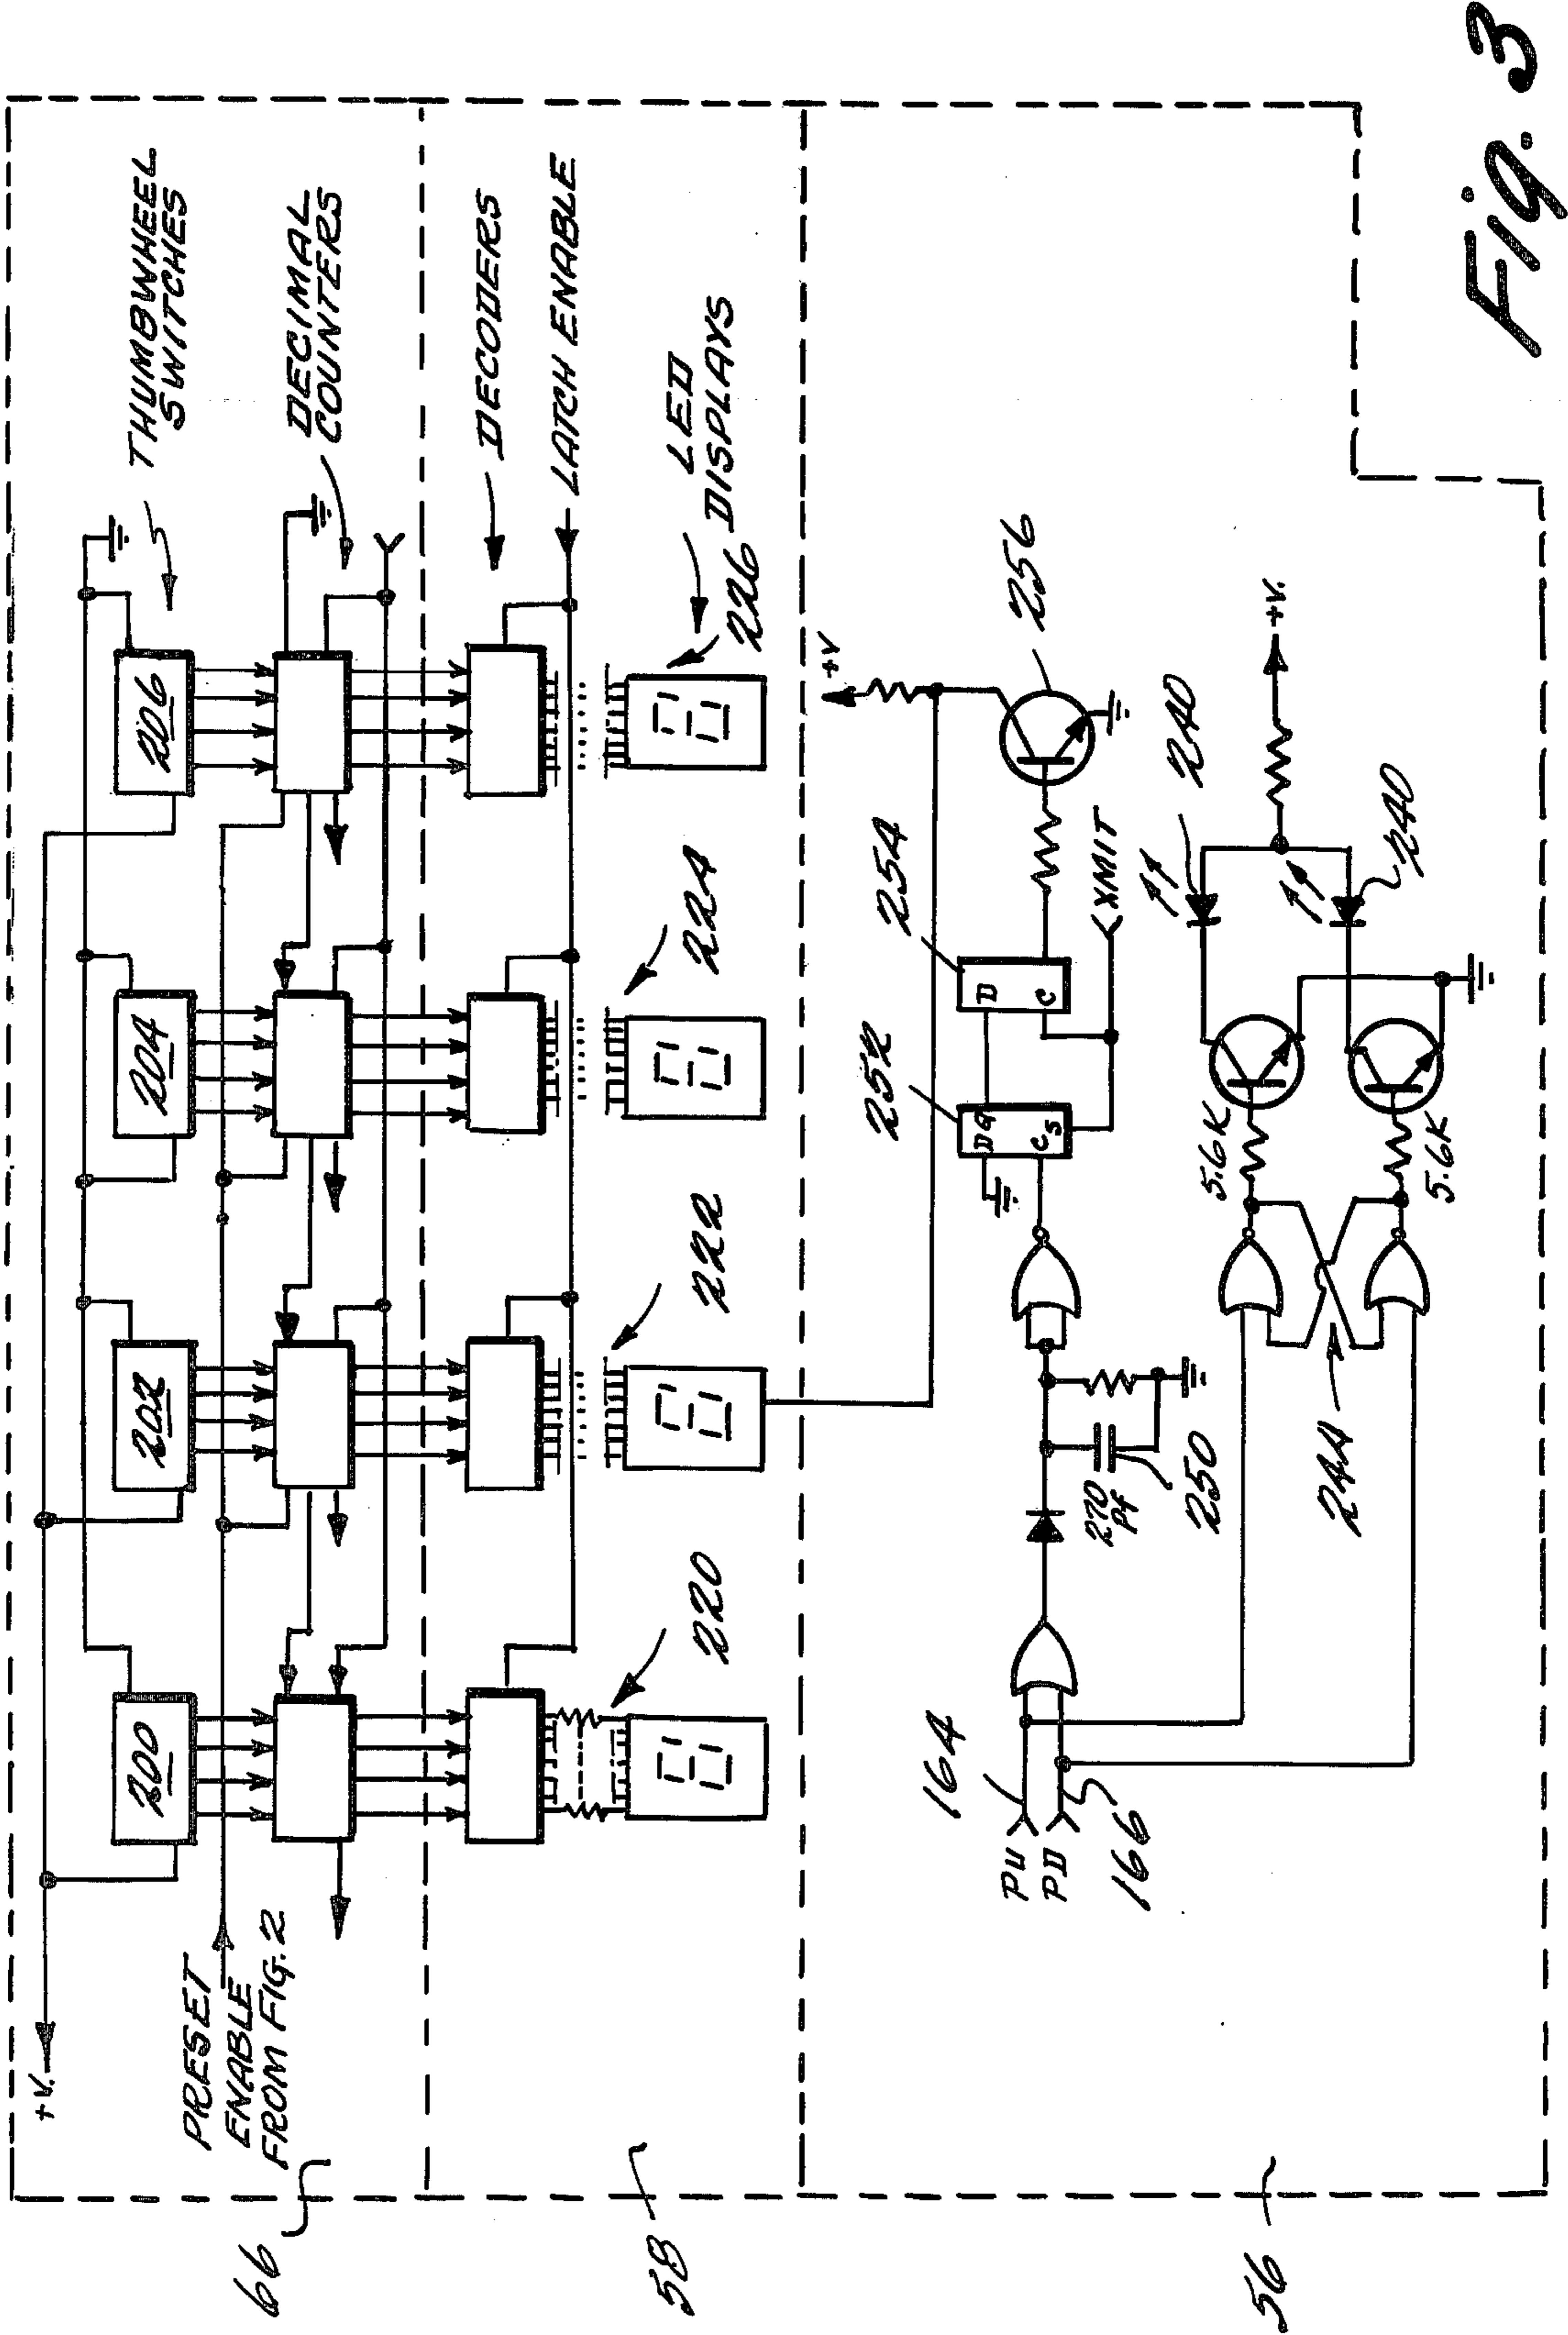 +V.
200
202
204
206
THUMBWHEEL
SWITCHES
PRESET
ENABLE
FROM FIG. 2
DECIMAL
COUNTERS
66
DECODERS
LATCH ENABLE
220
222
224
226
LED
DISPLAYS
58
+V
164
PU
PD
166
270
Pf
250
252
D Q
C S
254
D
C
XMIT
256
244
5.6K
5.6K
240
240
+V.
56
Fig. 3